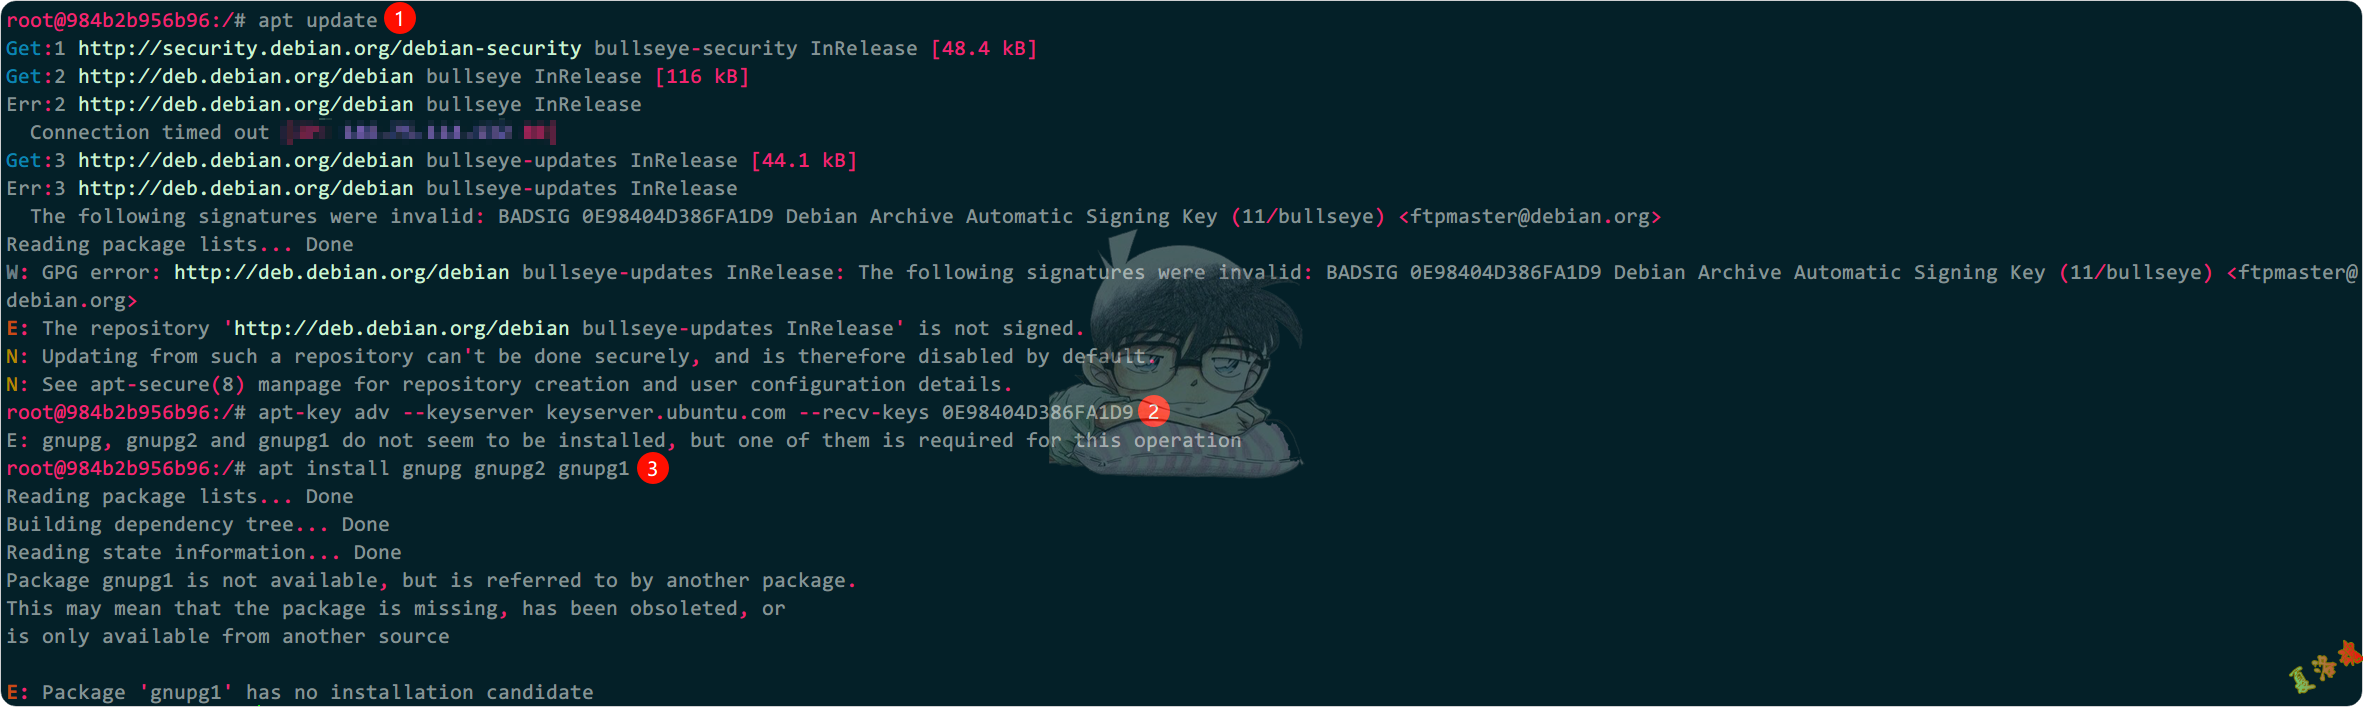 root@984b2b956b96:/# apt update 1
Get:1 http://security.debian.org/debian-security bullseye-security InRelease [48.4 kB]
Get:2 http://deb.debian.org/debian bullseye InRelease [116 kB]
Err:2 http://deb.debian.org/debian bullseye InRelease
  Connection timed out
Get:3 http://deb.debian.org/debian bullseye-updates InRelease [44.1 kB]
Err:3 http://deb.debian.org/debian bullseye-updates InRelease
  The following signatures were invalid: BADSIG 0E98404D386FA1D9 Debian Archive Automatic Signing Key (11/bullseye) <ftpmaster@debian.org>
Reading package lists... Done
W: GPG error: http://deb.debian.org/debian bullseye-updates InRelease: The following signatures were invalid: BADSIG 0E98404D386FA1D9 Debian Archive Automatic Signing Key (11/bullseye) <ftpmaster@
debian.org>
E: The repository 'http://deb.debian.org/debian bullseye-updates InRelease' is not signed.
N: Updating from such a repository can't be done securely, and is therefore disabled by default.
N: See apt-secure(8) manpage for repository creation and user configuration details.
root@984b2b956b96:/# apt-key adv --keyserver keyserver.ubuntu.com --recv-keys 0E98404D386FA1D9 2
E: gnupg, gnupg2 and gnupg1 do not seem to be installed, but one of them is required for this operation
root@984b2b956b96:/# apt install gnupg gnupg2 gnupg1 3
Reading package lists... Done
Building dependency tree... Done
Reading state information... Done
Package gnupg1 is not available, but is referred to by another package.
This may mean that the package is missing, has been obsoleted, or
is only available from another source
E: Package 'gnupg1' has no installation candidate